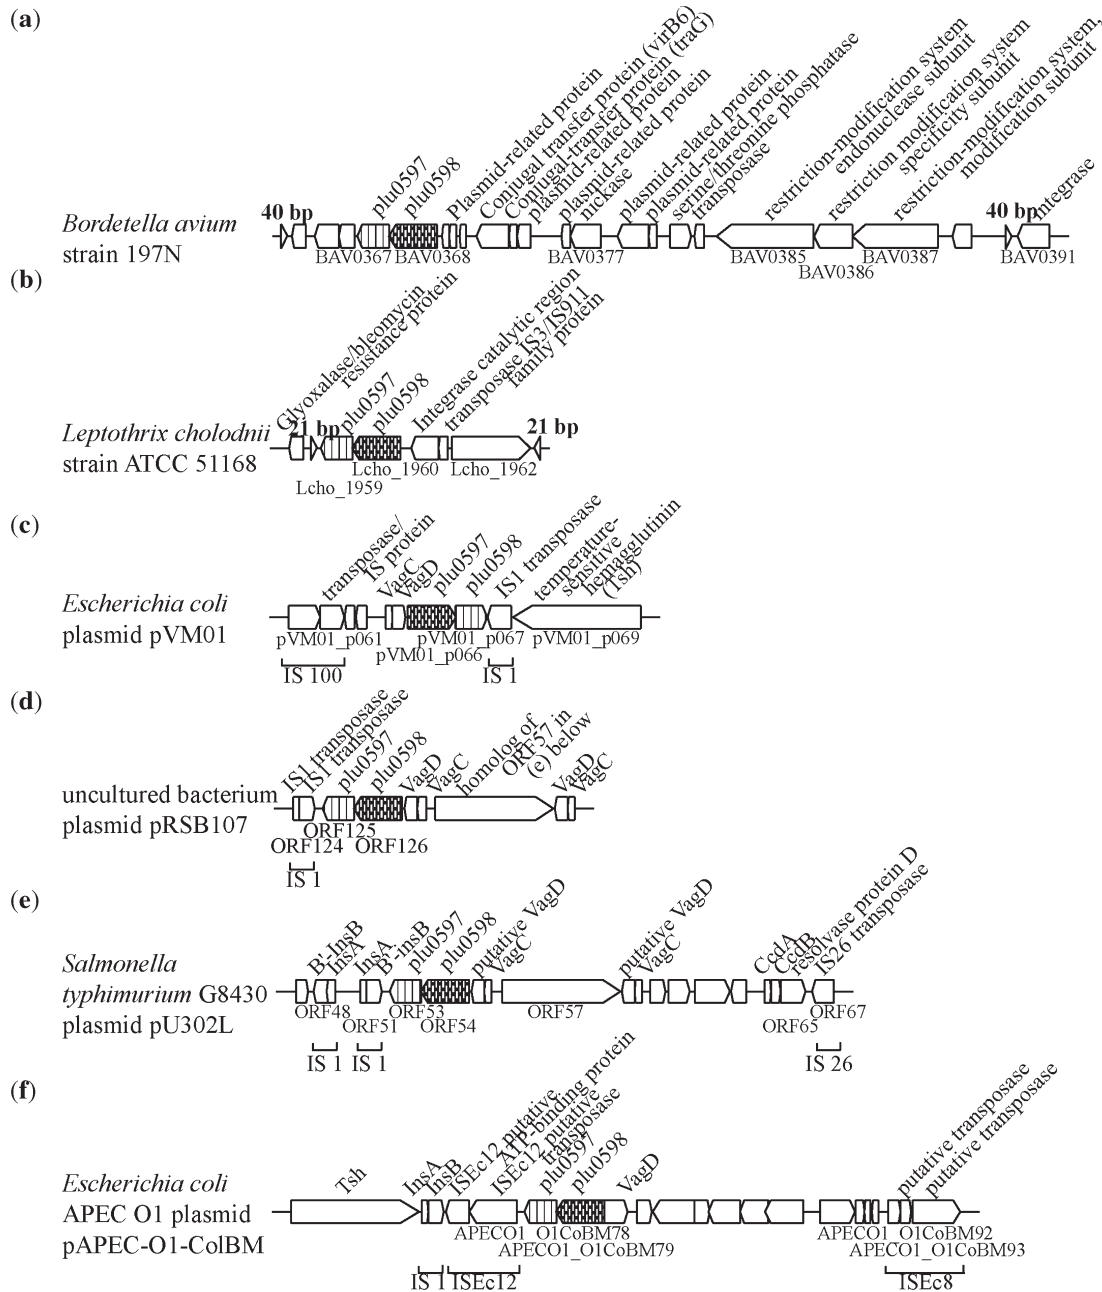 (a)
plu0597
plu0598
Plasmid-related protein
Conjugal transfer protein (virB6)
Conjugal-transfer protein (traG)
plasmid-related protein
plasmid-related protein
nickase
plasmid-related protein
plasmid-related protein
serine/threonine phosphatase
transposase
restriction-modification system
endonuclease subunit
restriction modification system
specificity subunit
restriction-modification system,
modification subunit
integrase
Bordetella avium
strain 197N
40 bp
40 bp
BAV0367
BAV0368
BAV0377
BAV0385
BAV0386
BAV0387
BAV0391
(b)
Glyoxalase/bleomycin
resistance protein
plu0597
plu0598
Integrase catalytic region
transposase IS3/IS911
family protein
Leptothrix cholodnii
strain ATCC 51168
21 bp
21 bp
Lcho_1959
Lcho_1960
Lcho_1962
(c)
transposase/
IS protein
VagC
VagD
plu0597
plu0598
IS1 transposase
temperature-
sensitive
hemagglutinin
(Tsh)
Escherichia coli
plasmid pVM01
pVM01_p061
pVM01_p066
pVM01_p067
pVM01_p069
IS 100
IS 1
(d)
IS1 transposase
IS1 transposase
plu0597
plu0598
VagD
VagC
homolog of
ORF57 in
(e) below
VagD
VagC
uncultured bacterium
plasmid pRSB107
ORF124
ORF125
ORF126
IS 1
(e)
B'-InsB
InsA
InsA
B'-InsB
plu0597
plu0598
putative VagD
VagC
putative VagD
VagC
CcdA
CcdB
resolvase protein D
IS26 transposase
Salmonella
typhimurium G8430
plasmid pU302L
ORF48
ORF51
ORF53
ORF54
ORF57
ORF65
ORF67
IS 1
IS 1
IS 26
(f)
Tsh
InsA
InsB
ISEc12 putative
ATP-binding protein
ISEc12 putative
transposase
plu0597
plu0598
VagD
putative transposase
putative transposase
Escherichia coli
APEC O1 plasmid
pAPEC-O1-ColBM
APECO1_O1CoBM78
APECO1_O1CoBM79
APECO1_O1CoBM92
APECO1_O1CoBM93
IS 1
ISEc12
ISEc8